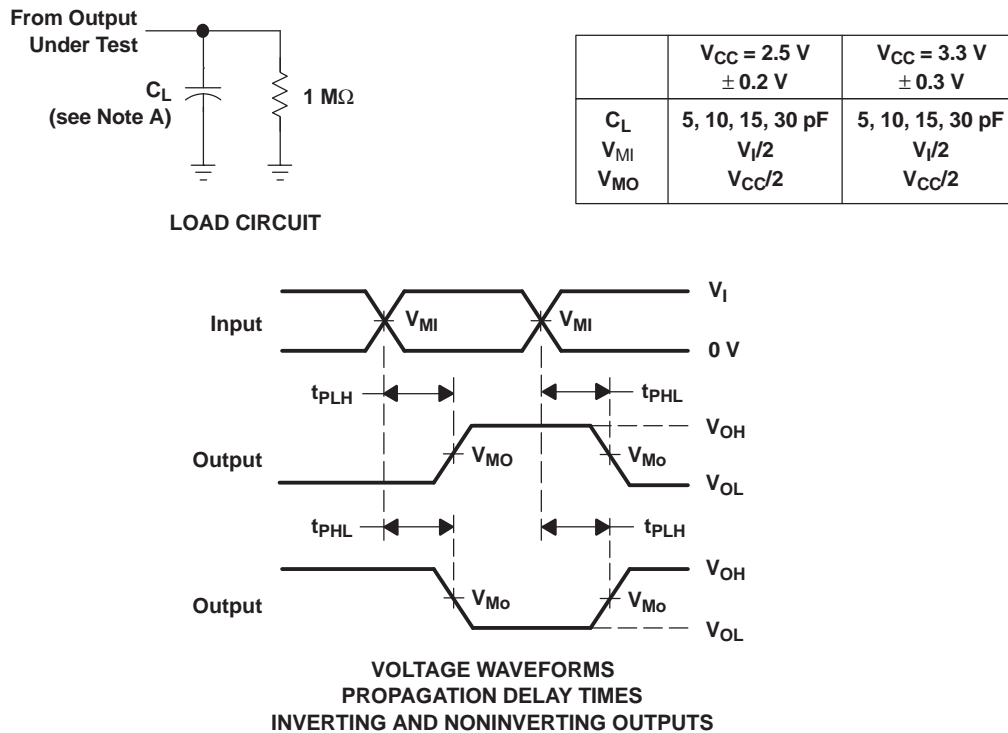 From Output
Under Test
CL
(see Note A)
1 MΩ
LOAD CIRCUIT
VCC = 2.5 V
± 0.2 V
VCC = 3.3 V
± 0.3 V
CL 5, 10, 15, 30 pF 5, 10, 15, 30 pF
VMI VI/2 VI/2
VMO VCC/2 VCC/2
Input VMI VMI VI
0 V
tPLH tPHL
Output VMO VMo VOH
VOL
tPHL tPLH
Output VMo VMo VOH
VOL
VOLTAGE WAVEFORMS
PROPAGATION DELAY TIMES
INVERTING AND NONINVERTING OUTPUTS